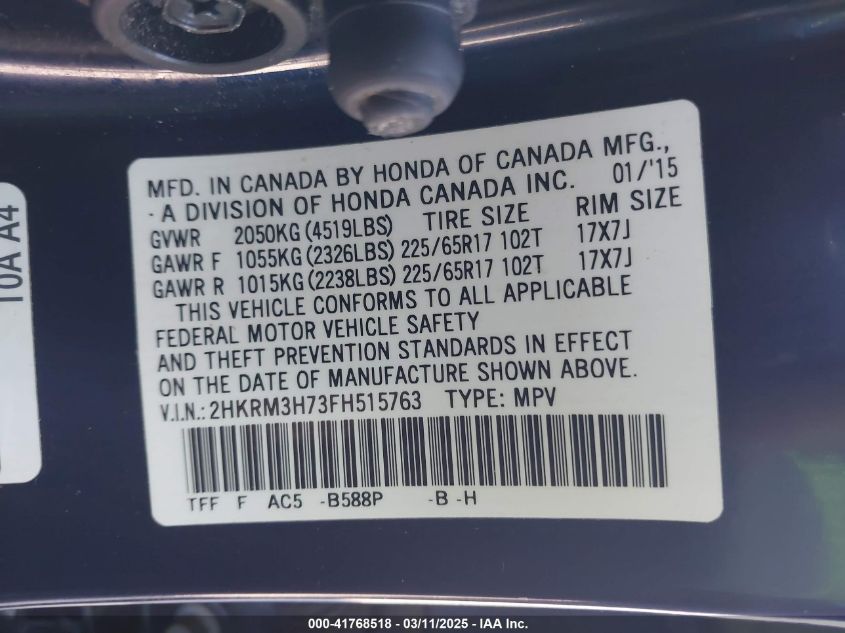 MFD. IN CANADA BY HONDA OF CANADA MFG.,
- A DIVISION OF HONDA CANADA INC. 01/'15
GVWR 2050KG (4519LBS) TIRE SIZE RIM SIZE
GAWR F 1055KG (2326LBS) 225/65R17 102T 17X7J
GAWR R 1015KG (2238LBS) 225/65R17 102T 17X7J
THIS VEHICLE CONFORMS TO ALL APPLICABLE
FEDERAL MOTOR VEHICLE SAFETY
AND THEFT PREVENTION STANDARDS IN EFFECT
ON THE DATE OF MANUFACTURE SHOWN ABOVE.
V.I.N.: 2HKRM3H73FH515763 TYPE: MPV
TFF F AC5 -B588P -B -H
10A A4
000-41768518 - 03/11/2025 - IAA Inc.